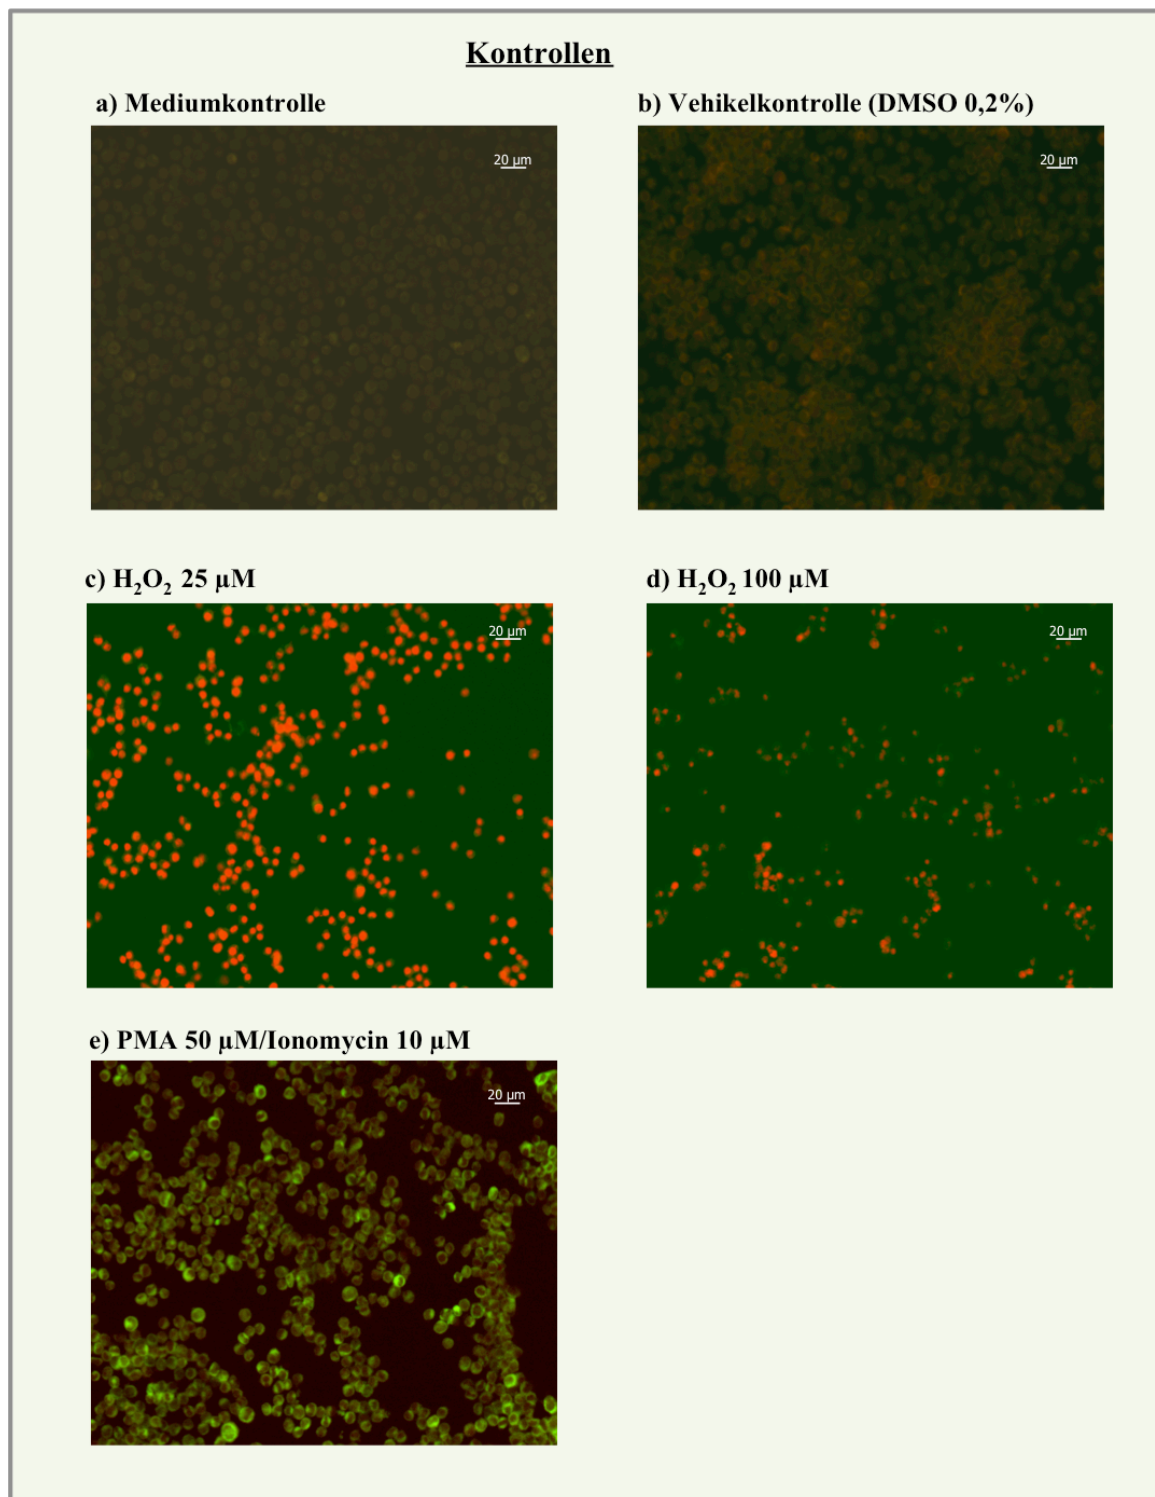 Kontrollen
a) Mediumkontrolle
b) Vehikelkontrolle (DMSO 0,2%)
20 µm
20 µm
c) H₂O₂ 25 µM
d) H₂O₂ 100 µM
20 µm
20 µm
e) PMA 50 µM/Ionomycin 10 µM
20 µm